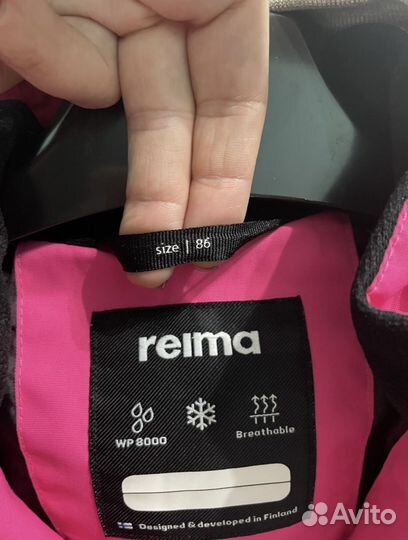 size | 86
reima
WP 8000
Breathable
Designed & developed in Finland
Avito